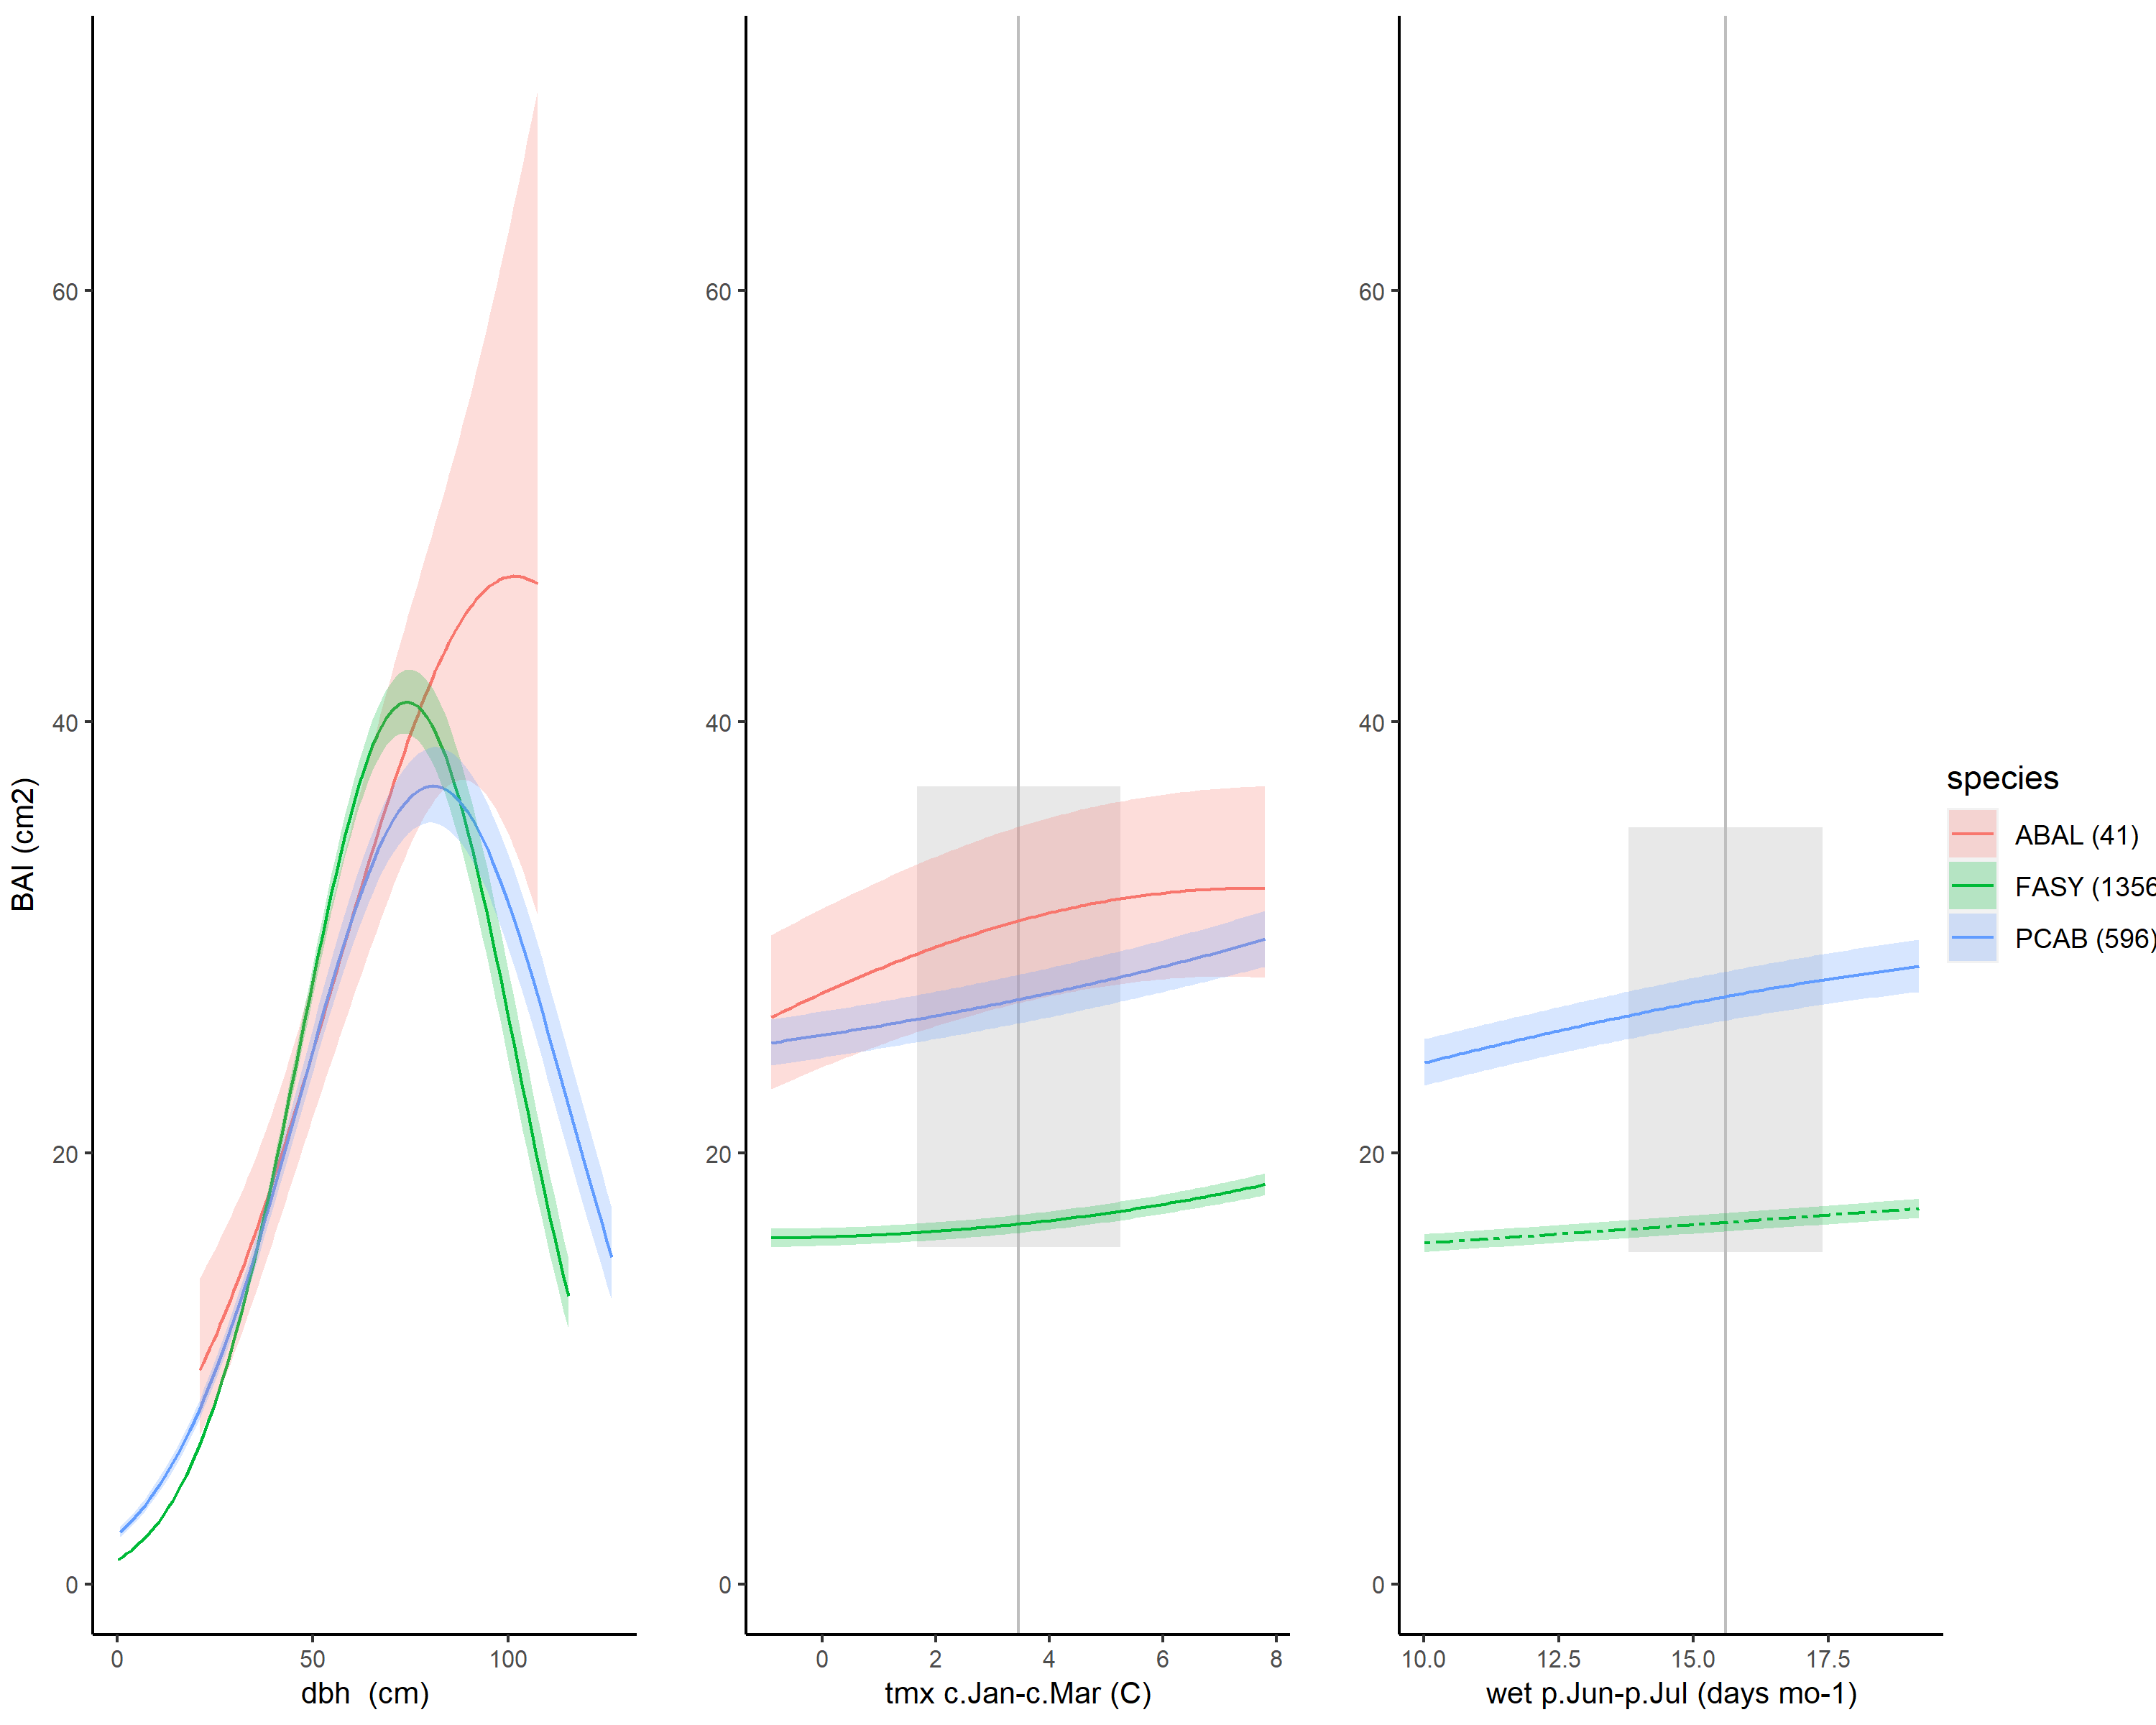 BAI (cm2)
60
40
20
0
0 50 100
dbh (cm)
60
40
20
0
0 2 4 6 8
tmx c.Jan-c.Mar (C)
60
40
20
0
10.0 12.5 15.0 17.5
wet p.Jun-p.Jul (days mo-1)
species
ABAL (41)
FASY (1356
PCAB (596)